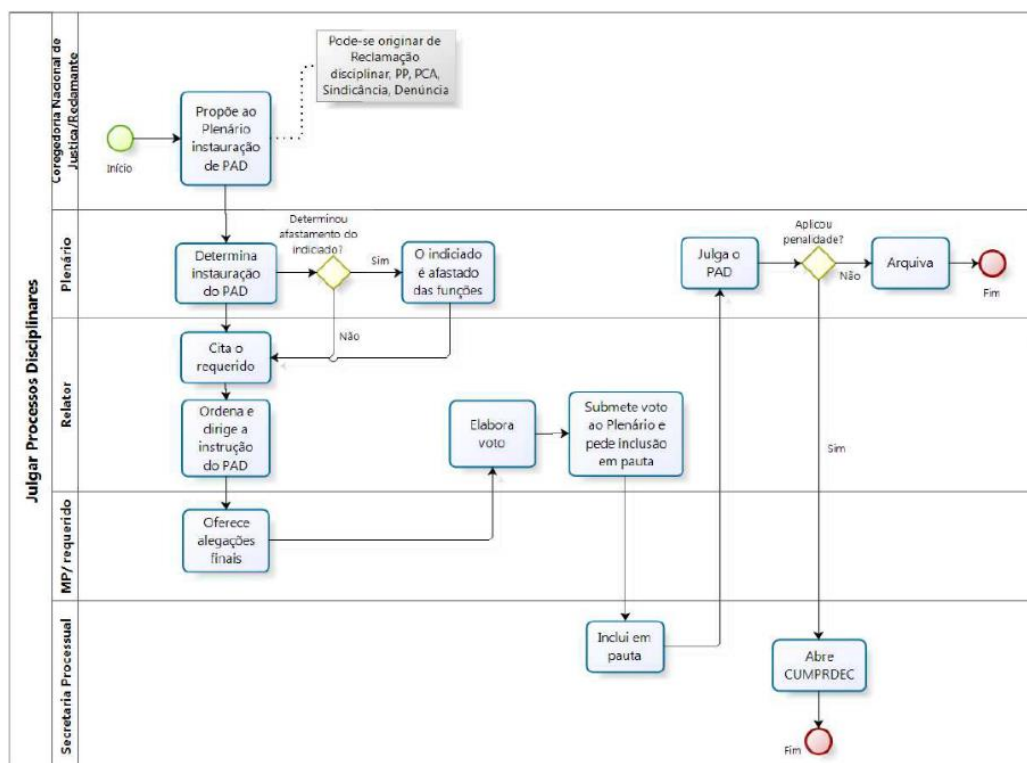 Julgar Processos Disciplinares
Coregedoria Nacional de
Justica/Reclamante
Início
Propõe ao
Plenário
instauração
de PAD
Pode-se originar de
Reclamação
disciplinar, PP, PCA,
Sindicância, Denúncia
Plenário
Determina
instauração
do PAD
Determinou
afastamento do
indiciado?
Sim
Não
O indiciado
é afastado
das funções
Julga o
PAD
Aplicou
penalidade?
Não
Sim
Arquiva
Fim
Relator
Cita o
requerido
Ordena e
dirige a
instrução
do PAD
Elabora
voto
Submete voto
ao Plenário e
pede inclusão
em pauta
MP/ requerido
Oferece
alegações
finais
Secretaria Processual
Inclui em
pauta
Abre
CUMPRDEC
Fim